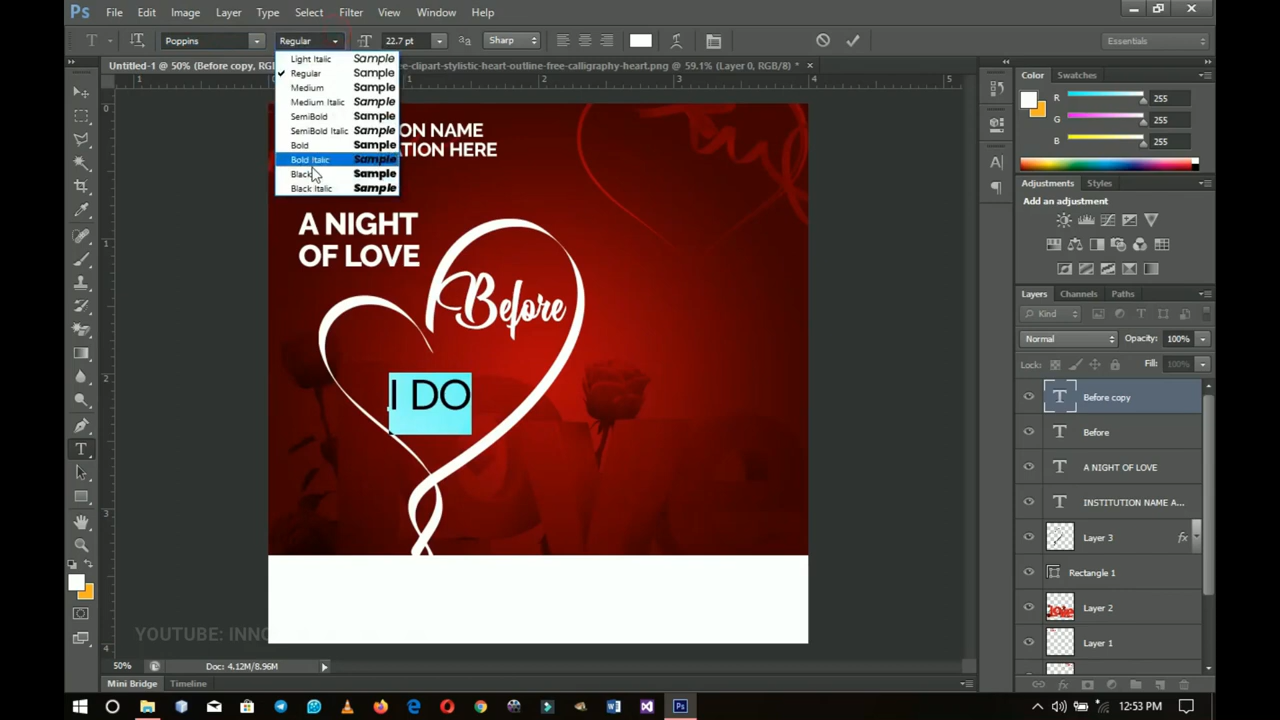 Ps File Edit Image Layer Type Select Filter View Window Help
T Poppins Regular 22.7 pt aa Sharp Essentials
Untitled-1 @ 50% (Before copy, RG
e-clipart-stylistic-heart-outline-free-calligraphy-heart.png @ 59.1% (Layer 0, RGB/8) *
Light Italic Sample
Regular Sample
Medium Sample
Medium Italic Sample
SemiBold Sample
SemiBold Italic Sample
Bold Sample
Bold Italic Sample
Black Sample
Black Italic Sample
ON NAME
ATION HERE
A NIGHT
OF LOVE
Before
I DO
YOUTUBE: INNO
Color Swatches
R 255
G 255
B 255
Adjustments Styles
Add an adjustment
Layers Channels Paths
Kind
Normal Opacity: 100%
Lock: Fill: 100%
Before copy
Before
A NIGHT OF LOVE
INSTITUTION NAME A...
Layer 3 fx
Rectangle 1
Layer 2
Layer 1
50% Doc: 4.12M/8.96M
Mini Bridge Timeline
12:53 PM